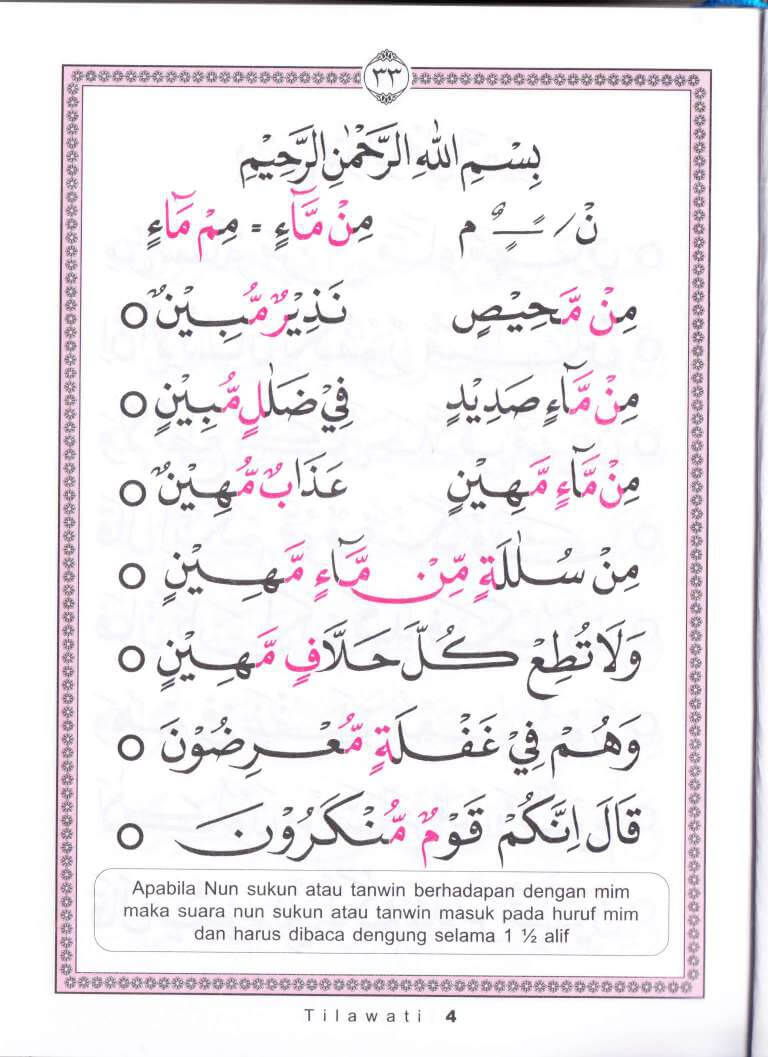 ٣٣
بِسْمِ اللهِ الرَّحْمٰنِ الرَّحِيْمِ
نْ / ـًـٍـٌ م مِنْ مَّآءٍ = مِمْ مَآءٍ
مِنْ مَّحِيْصٍ نَذِيْرٌ مُّبِيْنٌ ○
مِنْ مَّآءٍ صَدِيْدٍ فِيْ ضَلٰلٍ مُّبِيْنٍ ○
مِنْ مَّآءٍ مَّهِيْنٍ عَذَابٌ مُّهِيْنٌ ○
مِنْ سُلٰلَةٍ مِّنْ مَّآءٍ مَّهِيْنٍ ○
وَلَا تُطِعْ كُلَّ حَلَّافٍ مَّهِيْنٍ ○
وَهُمْ فِيْ غَفْلَةٍ مُّعْرِضُوْنَ ○
قَالَ اِنَّكُمْ قَوْمٌ مُّنْكَرُوْنَ ○
Apabila Nun sukun atau tanwin berhadapan dengan mim
maka suara nun sukun atau tanwin masuk pada huruf mim
dan harus dibaca dengung selama 1 ½ alif
Tilawati 4